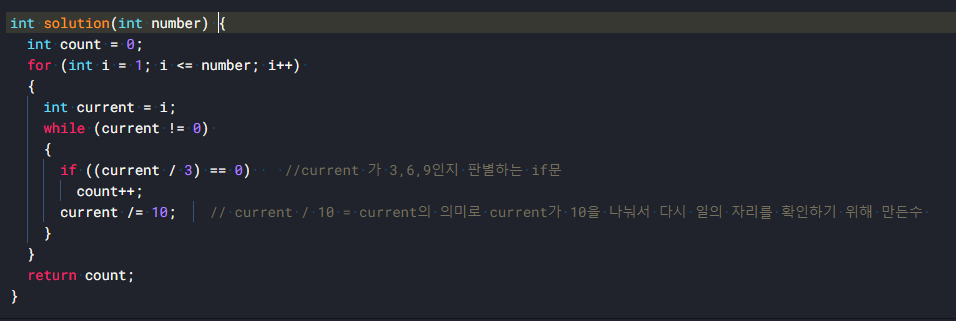 int solution(int number) {
int count = 0;
for (int i = 1; i <= number; i++)
{
int current = i;
while (current != 0)
{
if ((current / 3) == 0) //current 가 3,6,9인지 판별하는 if문
count++;
current /= 10; // current / 10 = current의 의미로 current가 10을 나눠서 다시 일의 자리를 확인하기 위해 만든수
}
}
return count;
}